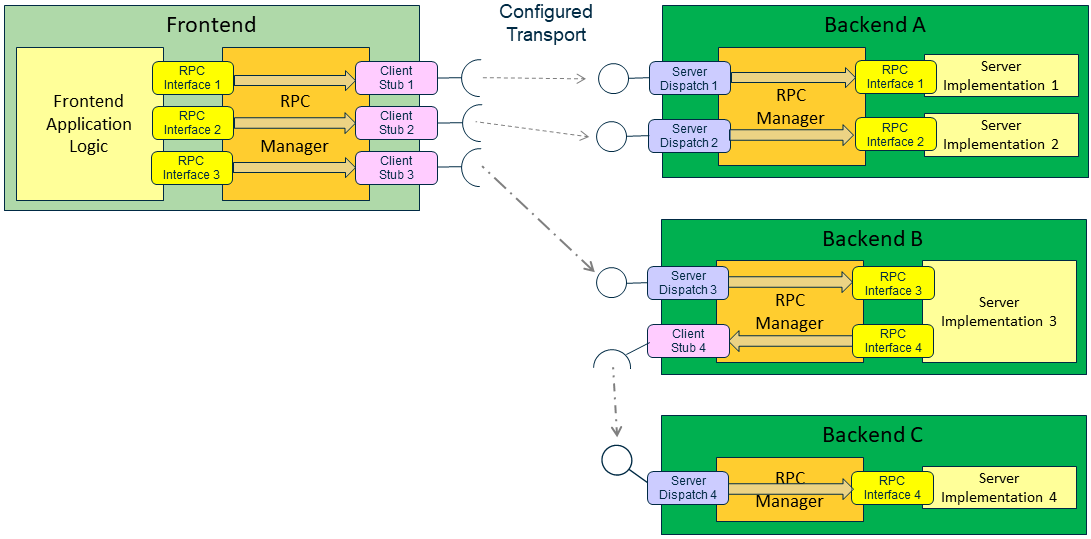 Frontend
Frontend
Application
Logic
RPC
Interface 1
RPC
Interface 2
RPC
Interface 3
RPC
Manager
Client
Stub 1
Client
Stub 2
Client
Stub 3
Configured
Transport
Backend A
Server
Dispatch 1
Server
Dispatch 2
RPC
Manager
RPC
Interface 1
RPC
Interface 2
Server
Implementation 1
Server
Implementation 2
Backend B
Server
Dispatch 3
Client
Stub 4
RPC
Manager
RPC
Interface 3
RPC
Interface 4
Server
Implementation 3
Backend C
Server
Dispatch 4
RPC
Manager
RPC
Interface 4
Server
Implementation 4